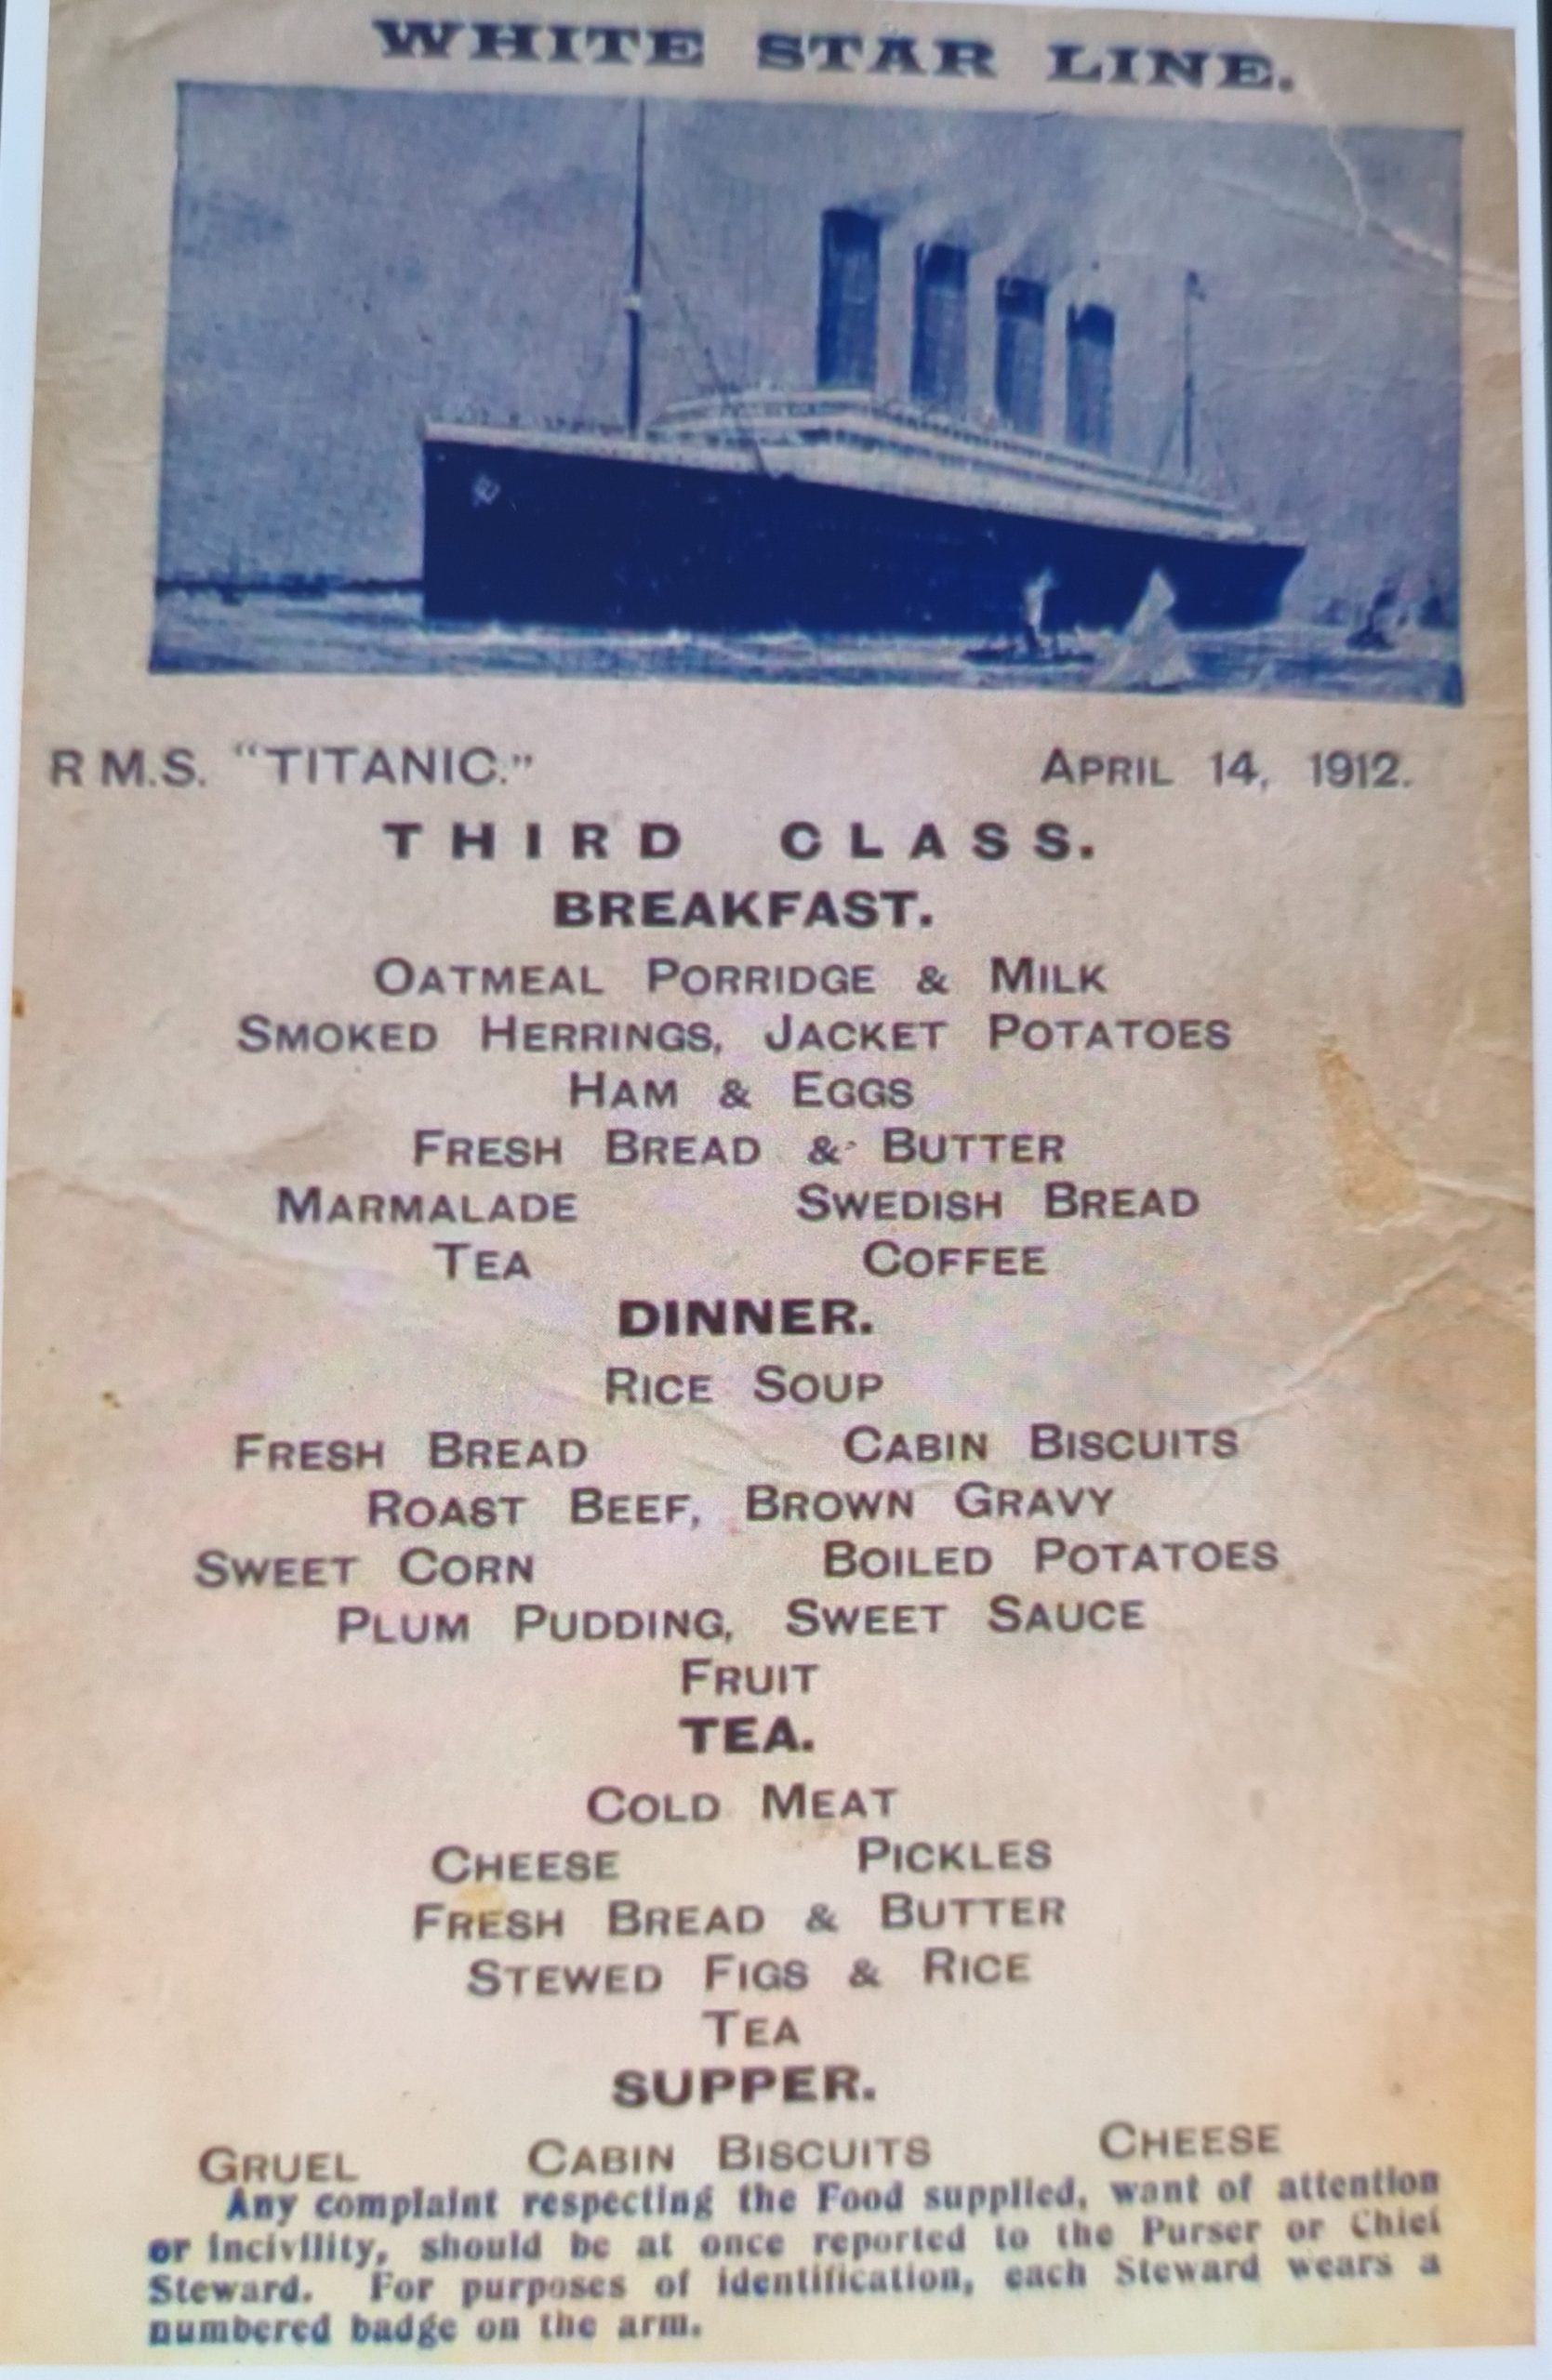 WHITE STAR LINE.
R M.S. "TITANIC." APRIL 14, 1912.
THIRD CLASS.
BREAKFAST.
OATMEAL PORRIDGE & MILK
SMOKED HERRINGS, JACKET POTATOES
HAM & EGGS
FRESH BREAD & BUTTER
MARMALADE SWEDISH BREAD
TEA COFFEE
DINNER.
RICE SOUP
FRESH BREAD CABIN BISCUITS
ROAST BEEF, BROWN GRAVY
SWEET CORN BOILED POTATOES
PLUM PUDDING, SWEET SAUCE
FRUIT
TEA.
COLD MEAT
CHEESE PICKLES
FRESH BREAD & BUTTER
STEWED FIGS & RICE
TEA
SUPPER.
GRUEL CABIN BISCUITS CHEESE
Any complaint respecting the Food supplied, want of attention
or incivility, should be at once reported to the Purser or Chief
Steward. For purposes of identification, each Steward wears a
numbered badge on the arm.